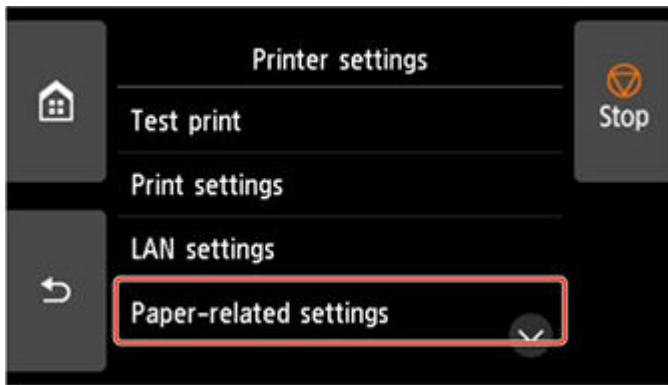 Printer settings
Stop
Test print
Print settings
LAN settings
Paper-related settings